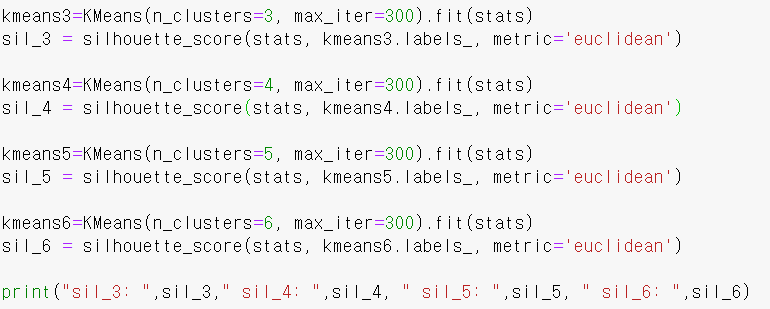 kmeans3=KMeans(n_clusters=3, max_iter=300).fit(stats)
sil_3 = silhouette_score(stats, kmeans3.labels_, metric='euclidean')
kmeans4=KMeans(n_clusters=4, max_iter=300).fit(stats)
sil_4 = silhouette_score(stats, kmeans4.labels_, metric='euclidean')
kmeans5=KMeans(n_clusters=5, max_iter=300).fit(stats)
sil_5 = silhouette_score(stats, kmeans5.labels_, metric='euclidean')
kmeans6=KMeans(n_clusters=6, max_iter=300).fit(stats)
sil_6 = silhouette_score(stats, kmeans6.labels_, metric='euclidean')
print("sil_3: ",sil_3," sil_4: ",sil_4, " sil_5: ",sil_5, " sil_6: ",sil_6)